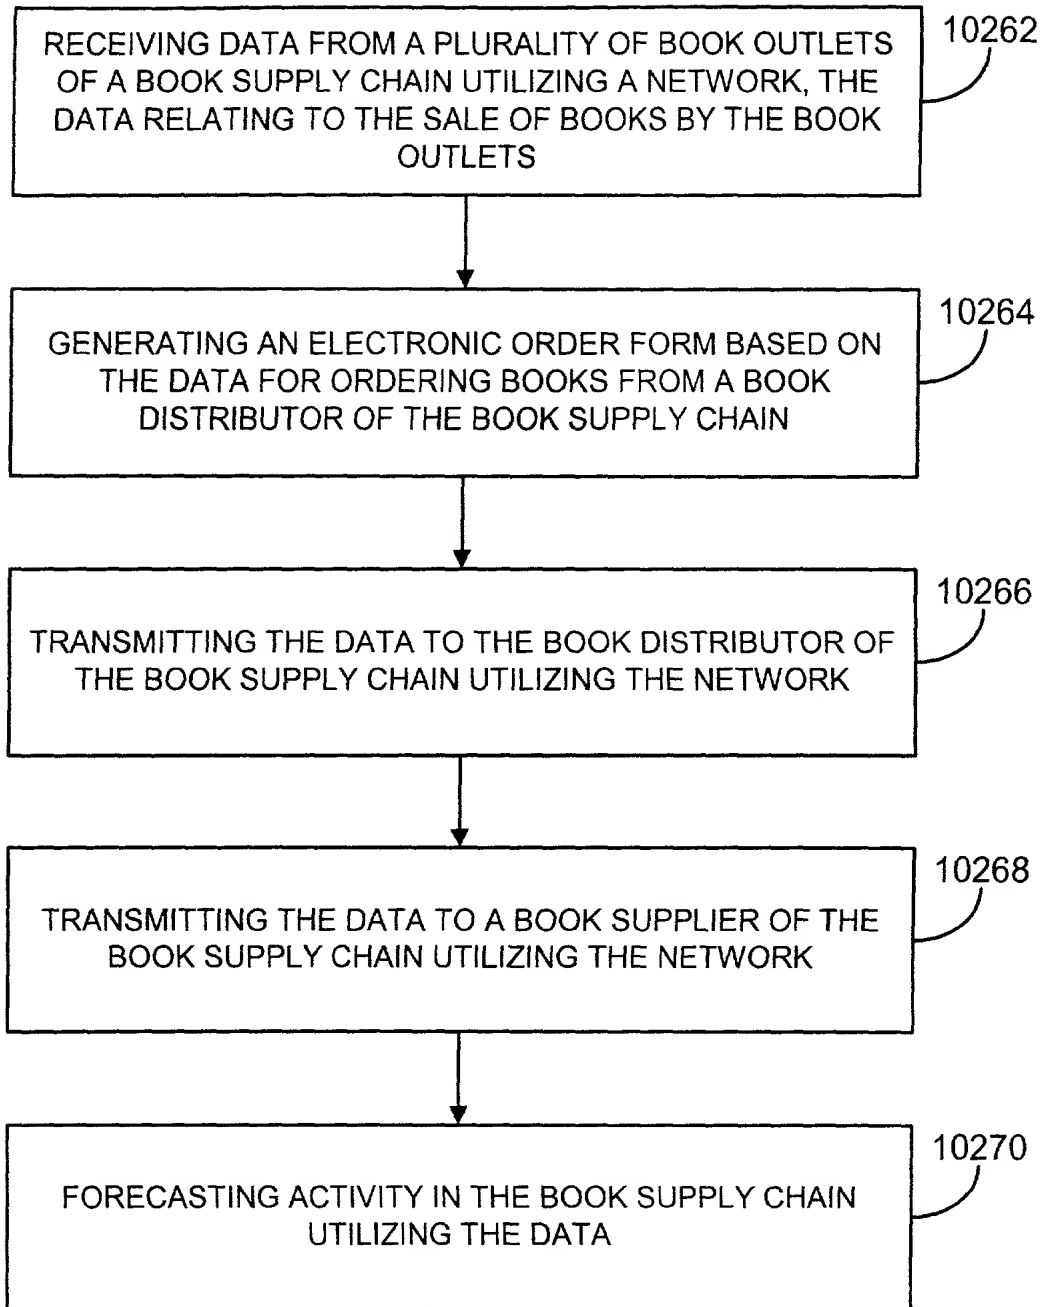 RECEIVING DATA FROM A PLURALITY OF BOOK OUTLETS
OF A BOOK SUPPLY CHAIN UTILIZING A NETWORK, THE
DATA RELATING TO THE SALE OF BOOKS BY THE BOOK
OUTLETS
10262
GENERATING AN ELECTRONIC ORDER FORM BASED ON
THE DATA FOR ORDERING BOOKS FROM A BOOK
DISTRIBUTOR OF THE BOOK SUPPLY CHAIN
10264
TRANSMITTING THE DATA TO THE BOOK DISTRIBUTOR OF
THE BOOK SUPPLY CHAIN UTILIZING THE NETWORK
10266
TRANSMITTING THE DATA TO A BOOK SUPPLIER OF THE
BOOK SUPPLY CHAIN UTILIZING THE NETWORK
10268
FORECASTING ACTIVITY IN THE BOOK SUPPLY CHAIN
UTILIZING THE DATA
10270